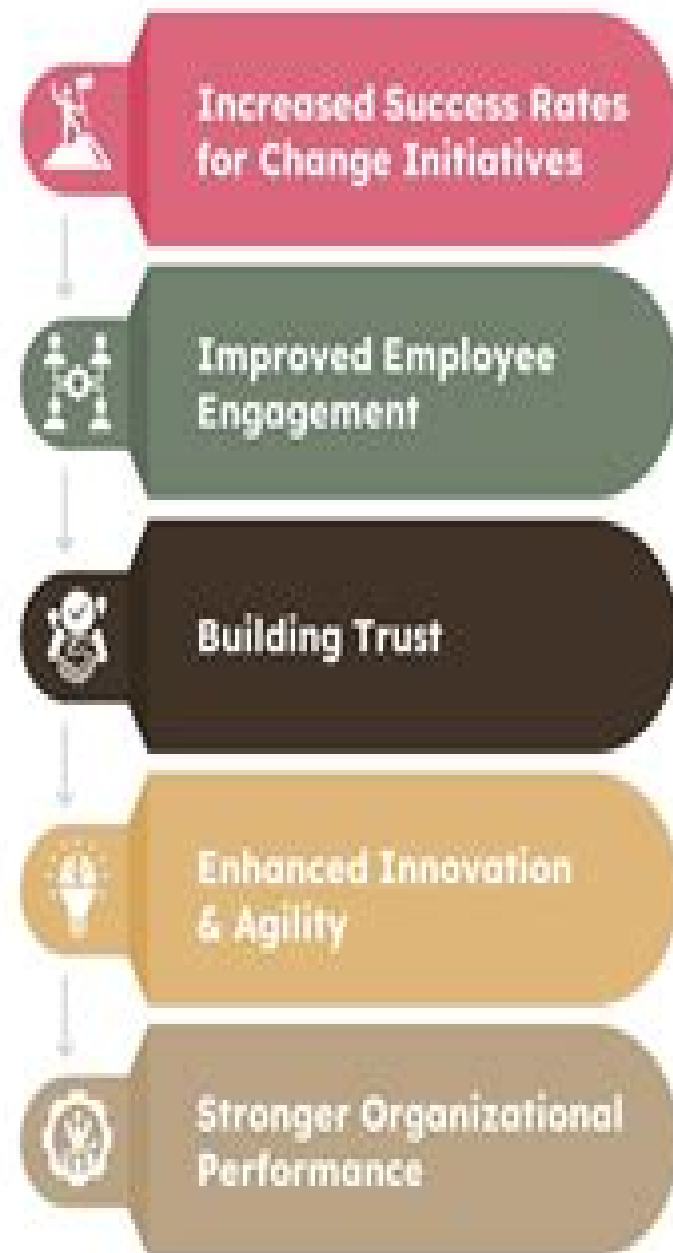 Increased Success Rates
for Change Initiatives
Improved Employee
Engagement
Building Trust
Enhanced Innovation
& Agility
Stronger Organizational
Performance